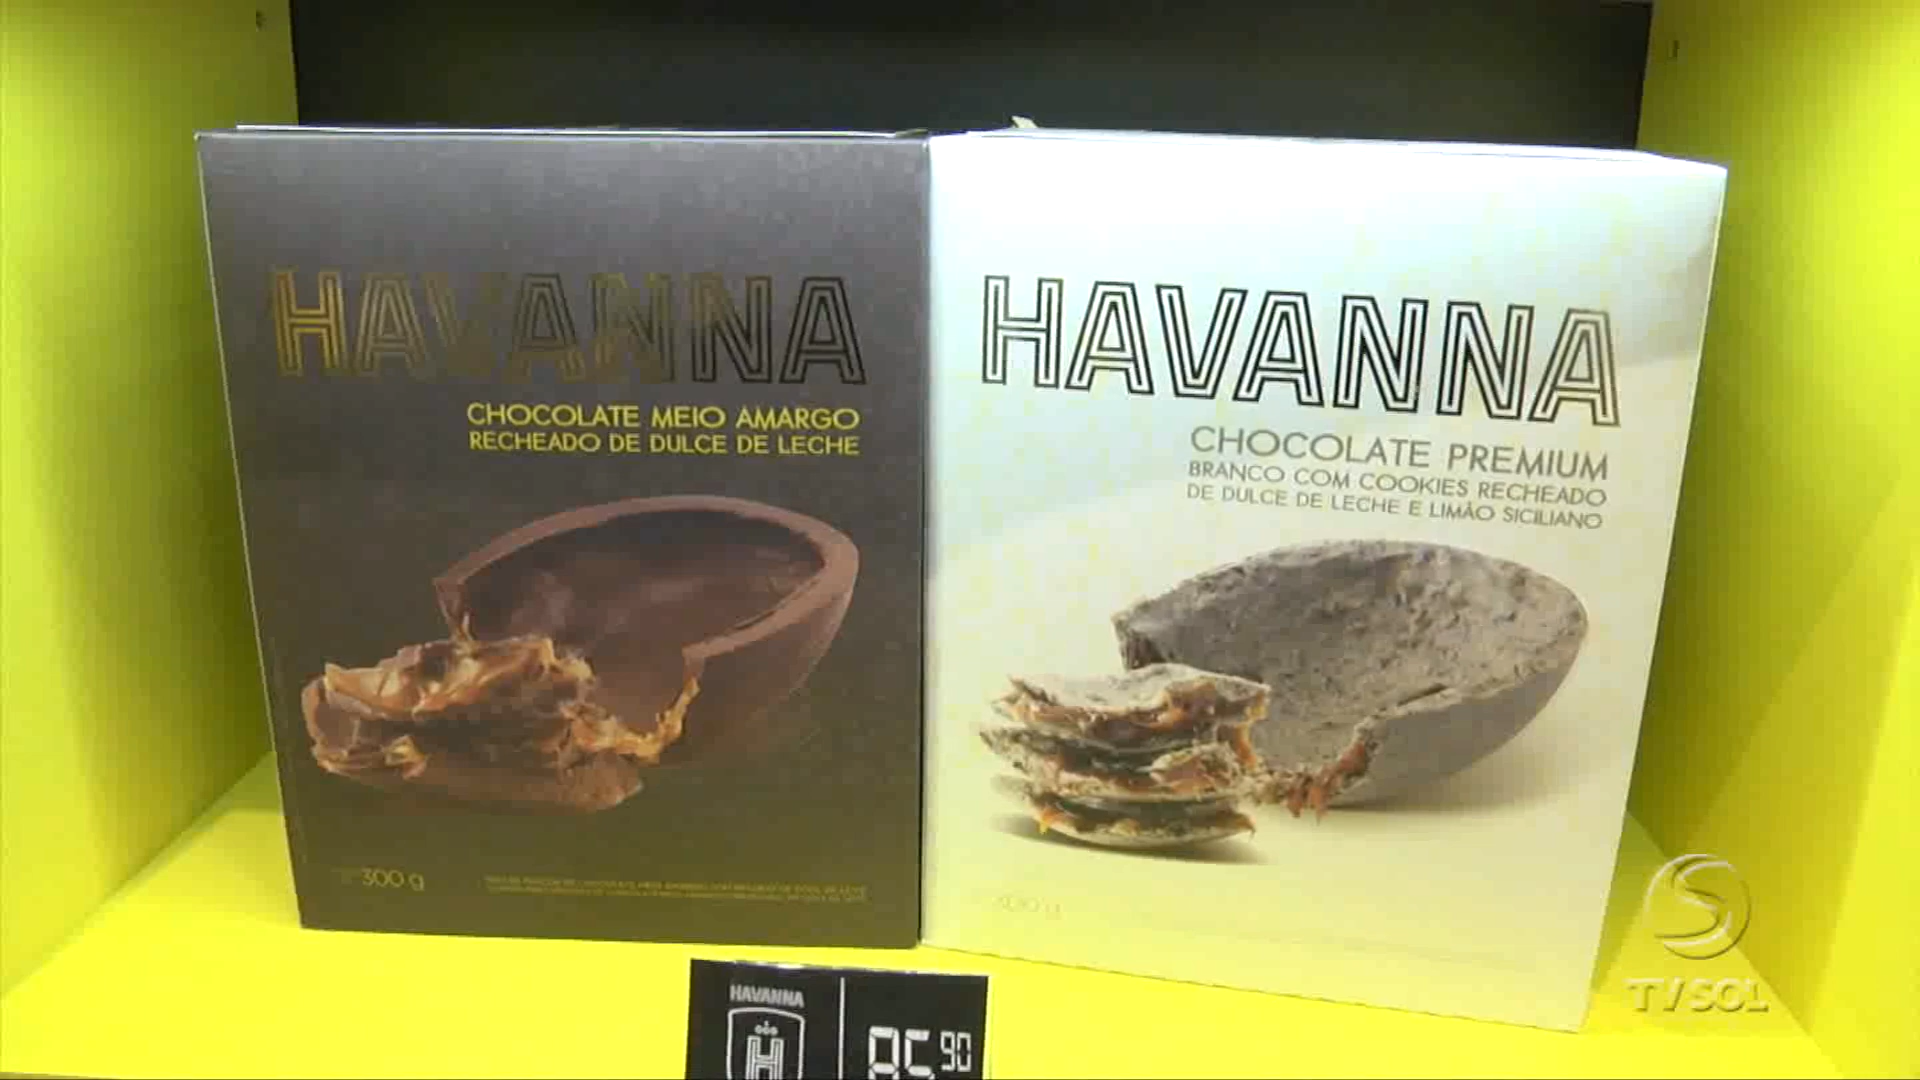 HAVANNA
CHOCOLATE MEIO AMARGO
RECHEADO DE DULCE DE LECHE
300 g
HAVANNA
CHOCOLATE PREMIUM
BRANCO COM COOKIES RECHEADO
DE DULCE DE LECHE E LIMÃO SICILIANO
HAVANNA
H
85 90
TV SOL